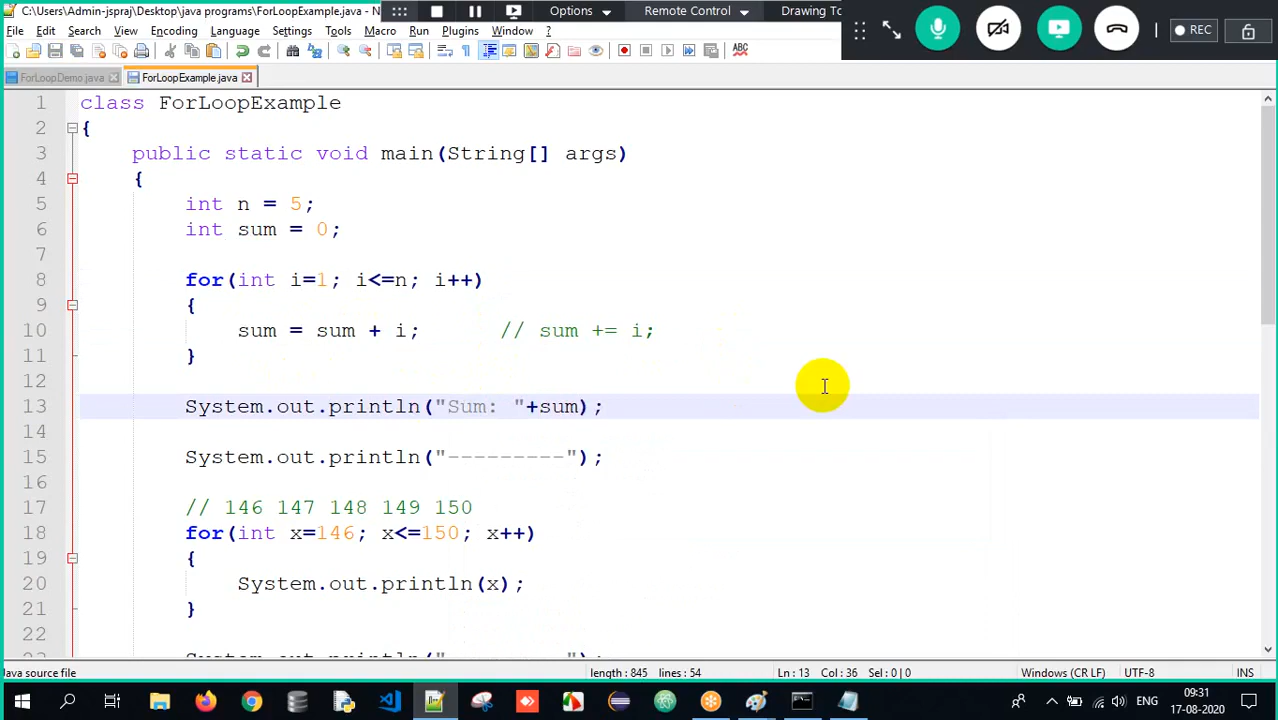 C:\Users\Admin-jspraj\Desktop\java programs\ForLoopExample.java - N
Options
Remote Control
Drawing To
REC
File Edit Search View Encoding Language Settings Tools Macro Run Plugins Window ?
ForLoopDemo.java ForLoopExample.java
1 class ForLoopExample
2 {
3 public static void main(String[] args)
4 {
5 int n = 5;
6 int sum = 0;
7
8 for(int i=1; i<=n; i++)
9 {
10 sum = sum + i; // sum += i;
11 }
12
13 System.out.println("Sum: "+sum);
14
15 System.out.println("---------");
16
17 // 146 147 148 149 150
18 for(int x=146; x<=150; x++)
19 {
20 System.out.println(x);
21 }
22
Java source file length : 845 lines : 54 Ln : 13 Col : 36 Sel : 0 | 0 Windows (CR LF) UTF-8 INS
ENG
09:31
17-08-2020